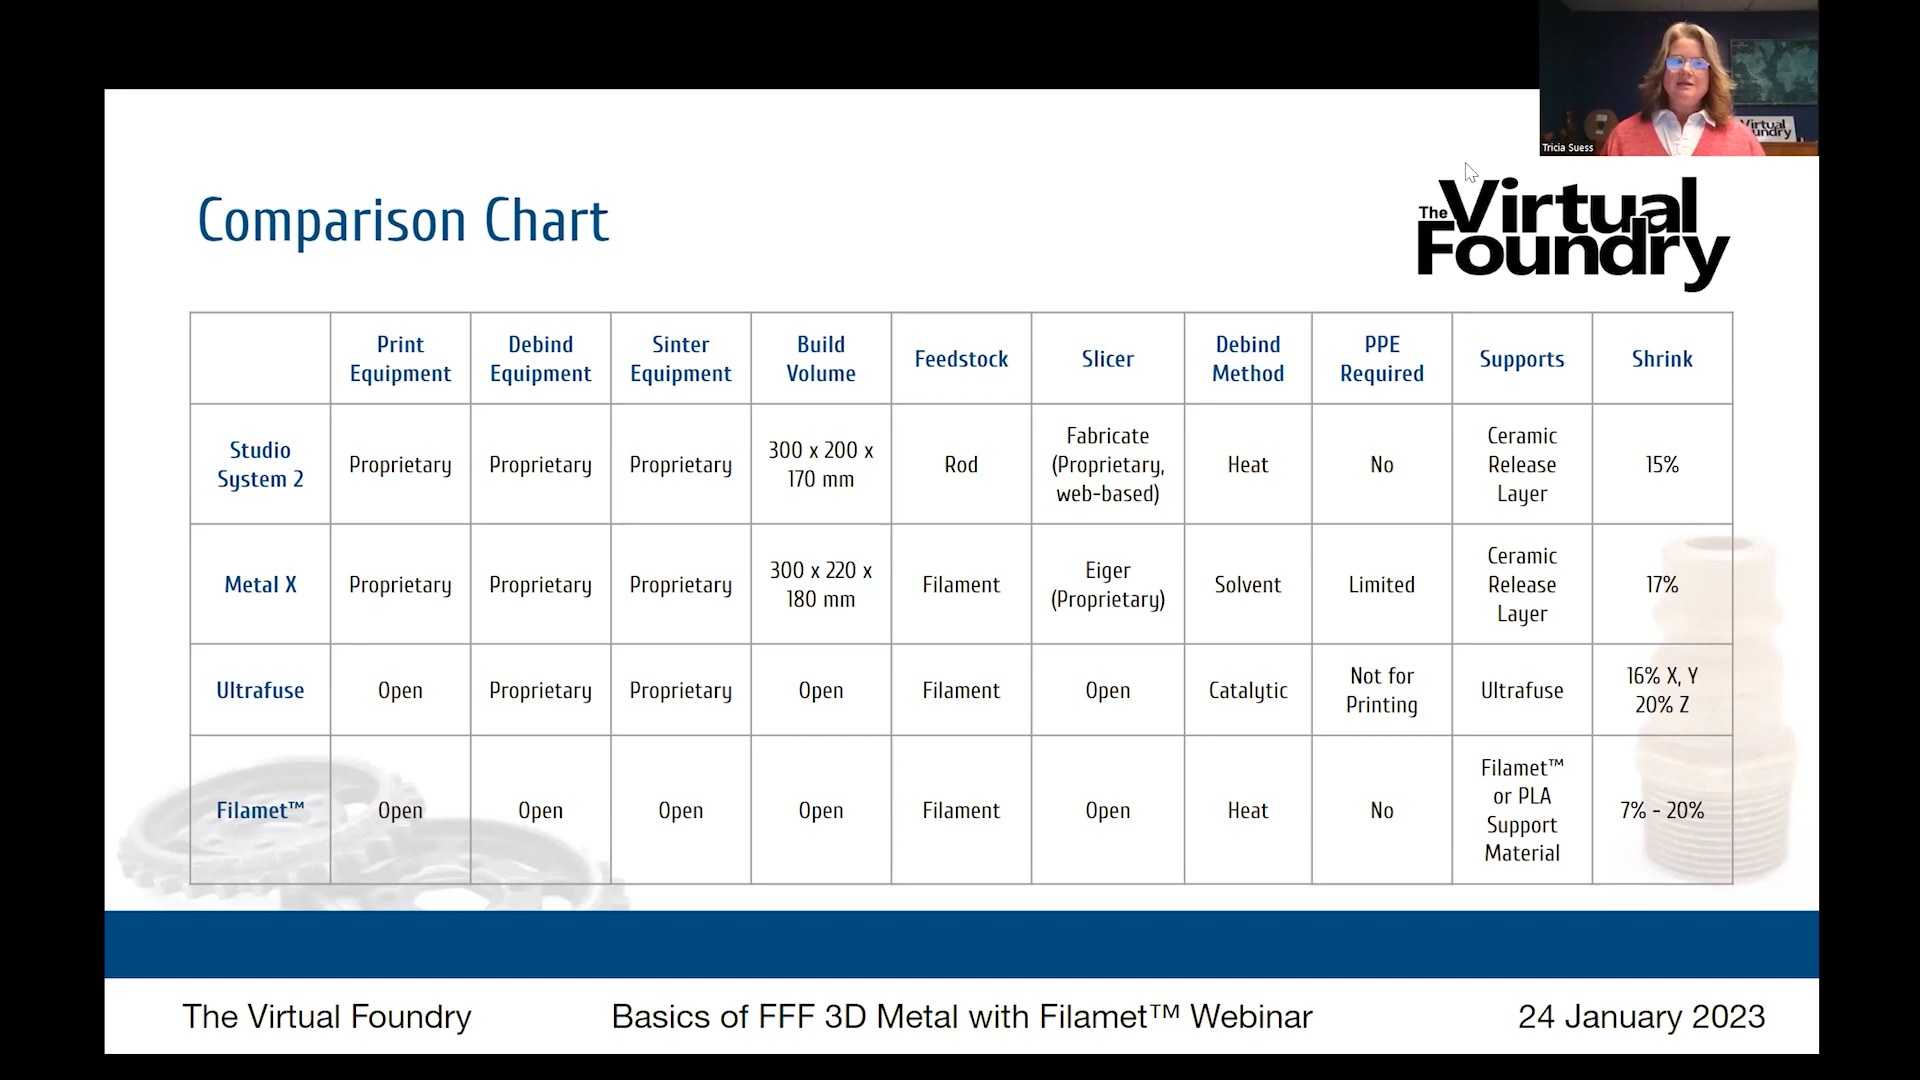 Tricia Suess
Virtual
undry
Comparison Chart
The Virtual
Foundry
Print Equipment
Debind Equipment
Sinter Equipment
Build Volume
Feedstock
Slicer
Debind Method
PPE Required
Supports
Shrink
Studio System 2
Proprietary
Proprietary
Proprietary
300 x 200 x
170 mm
Rod
Fabricate
(Proprietary,
web-based)
Heat
No
Ceramic
Release
Layer
15%
Metal X
Proprietary
Proprietary
Proprietary
300 x 220 x
180 mm
Filament
Eiger
(Proprietary)
Solvent
Limited
Ceramic
Release
Layer
17%
Ultrafuse
Open
Proprietary
Proprietary
Open
Filament
Open
Catalytic
Not for
Printing
Ultrafuse
16% X, Y
20% Z
Filamet™
Open
Open
Open
Open
Filament
Open
Heat
No
Filamet™
or PLA
Support
Material
7% - 20%
The Virtual Foundry
Basics of FFF 3D Metal with Filamet™ Webinar
24 January 2023